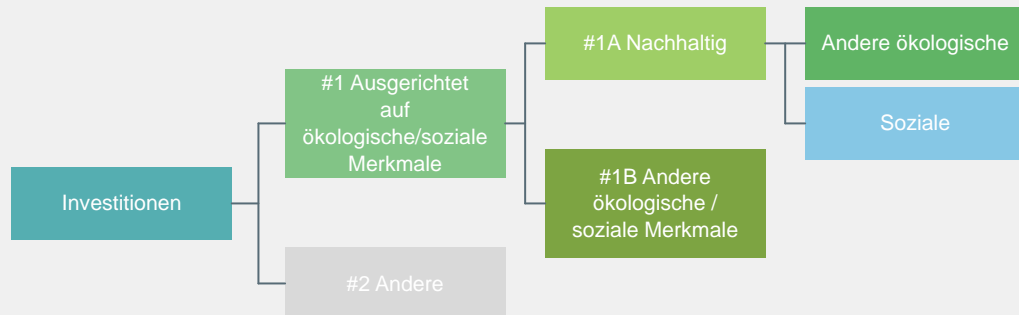 #1A Nachhaltig
Andere ökologische
#1 Ausgerichtet
auf
ökologische/soziale
Merkmale
Soziale
Investitionen
#1B Andere
ökologische /
soziale Merkmale
#2 Andere